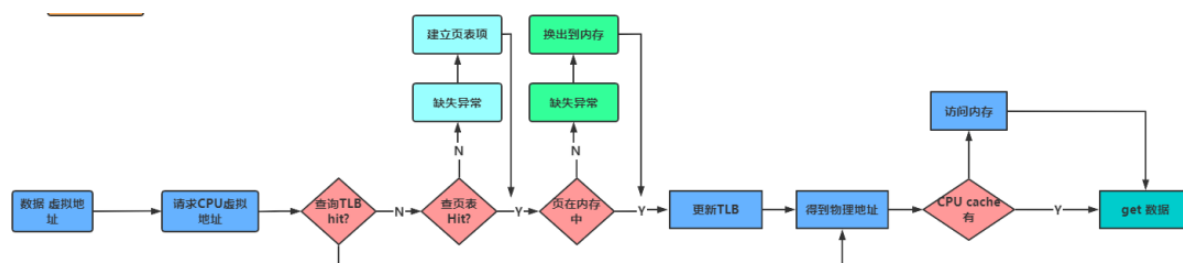 建立页表项
换出到内存
缺失异常
缺失异常
访问内存
N
N
数据 虚拟地
址
请求CPU虚拟
地址
查询TLB
hit?
N
查页表
Hit?
Y
页在内存
中
Y
更新TLB
得到物理地址
CPU cache
有
Y
get 数据